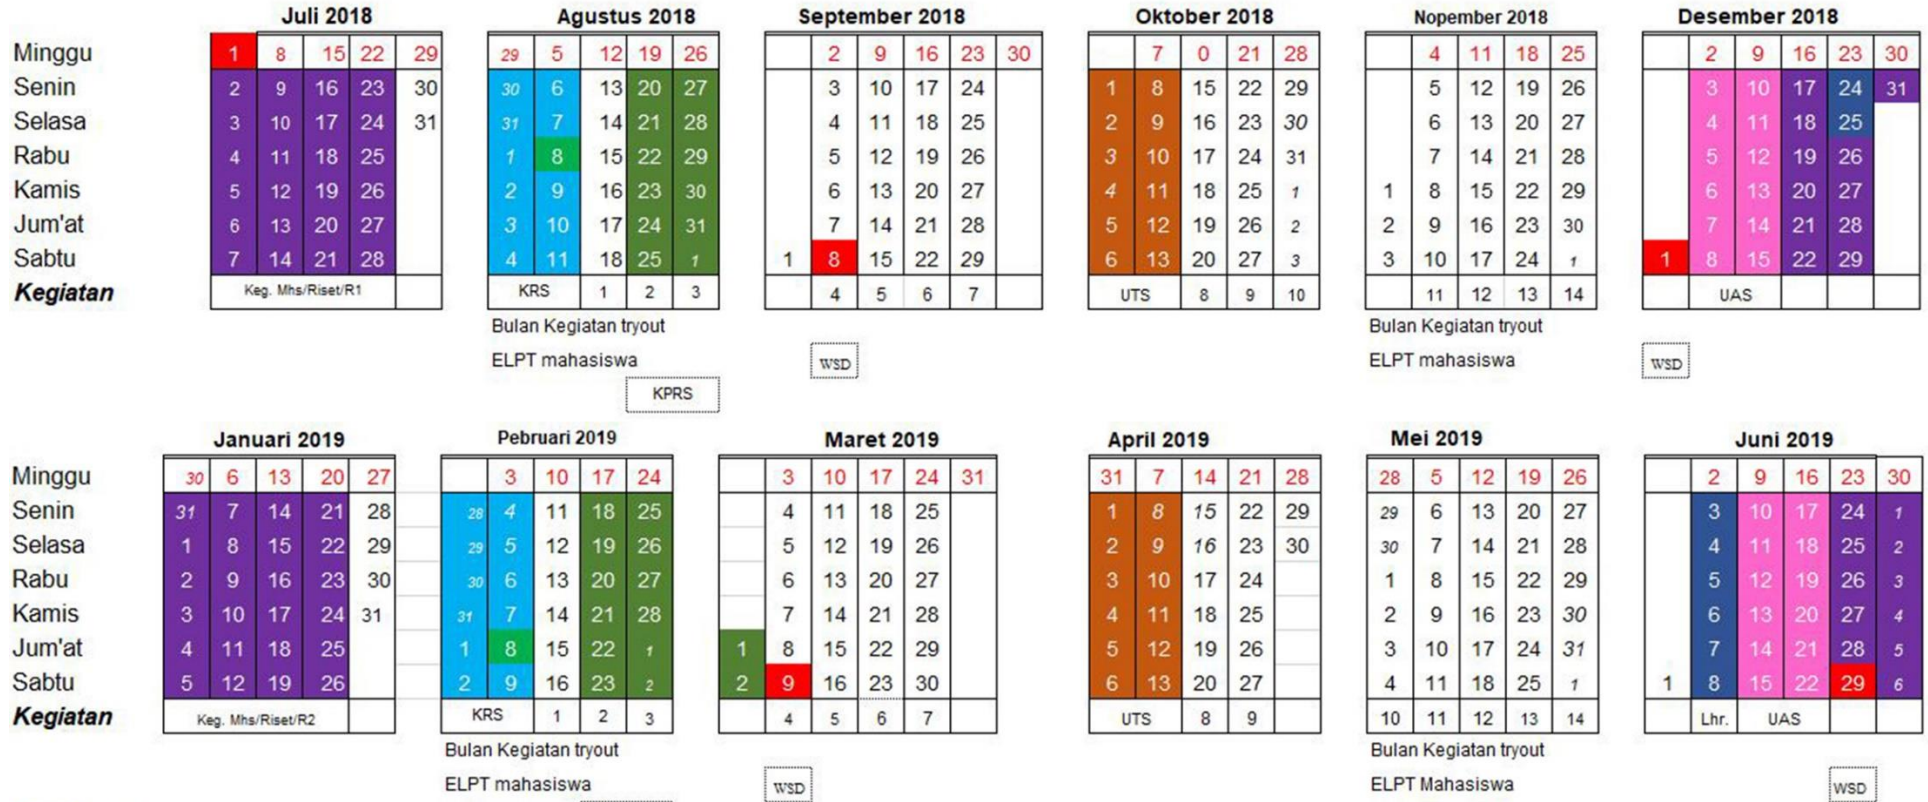 Juli 2018 Agustus 2018 September 2018 Oktober 2018 Nopember 2018 Desember 2018
Minggu 1 8 15 22 29 29 5 12 19 26 2 9 16 23 30 7 0 21 28 4 11 18 25 2 9 16 23 30
Senin 2 9 16 23 30 30 6 13 20 27 3 10 17 24 1 8 15 22 29 5 12 19 26 3 10 17 24 31
Selasa 3 10 17 24 31 31 7 14 21 28 4 11 18 25 2 9 16 23 30 6 13 20 27 4 11 18 25
Rabu 4 11 18 25 1 8 15 22 29 5 12 19 26 3 10 17 24 31 7 14 21 28 5 12 19 26
Kamis 5 12 19 26 2 9 16 23 30 6 13 20 27 4 11 18 25 1 1 8 15 22 29 6 13 20 27
Jum'at 6 13 20 27 3 10 17 24 31 7 14 21 28 5 12 19 26 2 2 9 16 23 30 7 14 21 28
Sabtu 7 14 21 28 4 11 18 25 1 1 8 15 22 29 6 13 20 27 3 3 10 17 24 1 1 8 15 22 29
Kegiatan Keg. Mhs/Riset/R1 KRS 1 2 3 4 5 6 7 UTS 8 9 10 11 12 13 14 UAS
Bulan Kegiatan tryout Bulan Kegiatan tryout
ELPT mahasiswa WSD ELPT mahasiswa WSD
KPRS
Januari 2019 Pebruari 2019 Maret 2019 April 2019 Mei 2019 Juni 2019
Minggu 30 6 13 20 27 3 10 17 24 3 10 17 24 31 31 7 14 21 28 28 5 12 19 26 2 9 16 23 30
Senin 31 7 14 21 28 28 4 11 18 25 4 11 18 25 1 8 15 22 29 29 6 13 20 27 3 10 17 24 1
Selasa 1 8 15 22 29 29 5 12 19 26 5 12 19 26 2 9 16 23 30 30 7 14 21 28 4 11 18 25 2
Rabu 2 9 16 23 30 30 6 13 20 27 6 13 20 27 3 10 17 24 1 8 15 22 29 5 12 19 26 3
Kamis 3 10 17 24 31 31 7 14 21 28 7 14 21 28 4 11 18 25 2 9 16 23 30 6 13 20 27 4
Jum'at 4 11 18 25 1 8 15 22 1 1 8 15 22 29 5 12 19 26 3 10 17 24 31 7 14 21 28 5
Sabtu 5 12 19 26 2 9 16 23 2 2 9 16 23 30 6 13 20 27 4 11 18 25 1 1 8 15 22 29 6
Kegiatan Keg. Mhs/Riset/R2 KRS 1 2 3 4 5 6 7 UTS 8 9 10 11 12 13 14 Lhr. UAS
Bulan Kegiatan tryout Bulan Kegiatan tryout
ELPT mahasiswa WSD ELPT Mahasiswa WSD